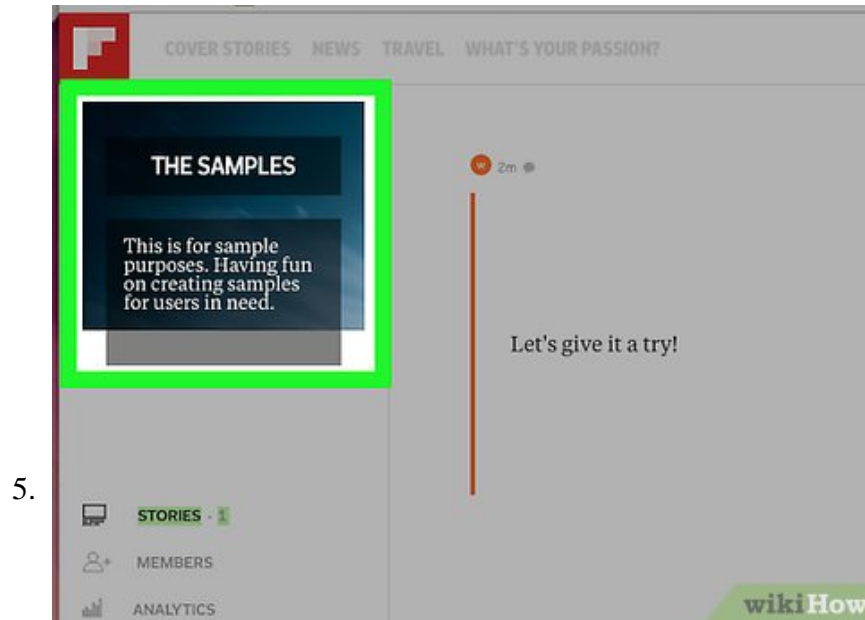 COVER STORIES NEWS TRAVEL WHAT'S YOUR PASSION?
THE SAMPLES
This is for sample
purposes. Having fun
on creating samples
for users in need.
w 2m
Let's give it a try!
5.
STORIES · 1
MEMBERS
ANALYTICS
wikiHow